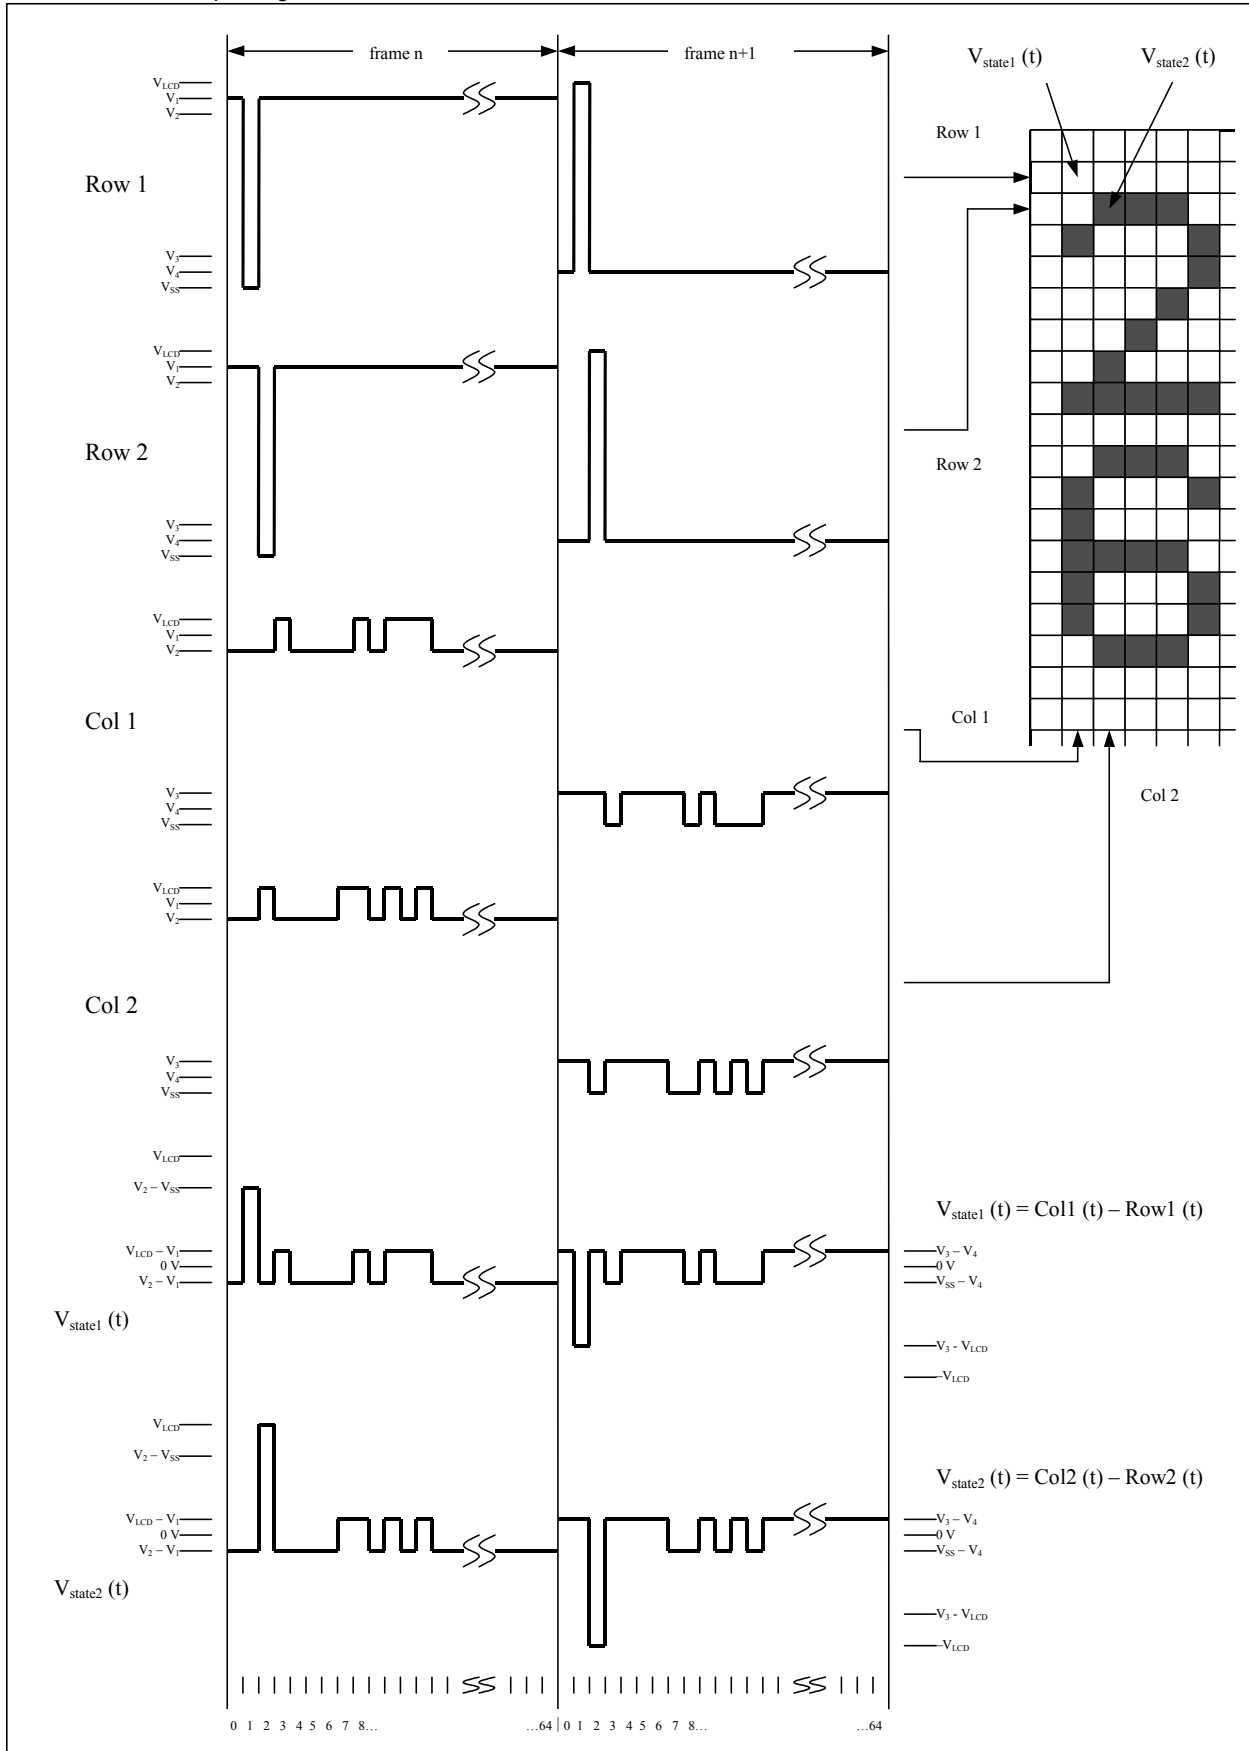 frame n
frame n+1
V_state1 (t)
V_state2 (t)
V_LCD
V_1
V_2
Row 1
V_3
V_4
V_SS
Row 1
V_LCD
V_1
V_2
Row 2
V_3
V_4
V_SS
Row 2
V_LCD
V_1
V_2
Col 1
V_3
V_4
V_SS
Col 1
Col 2
V_LCD
V_1
V_2
Col 2
V_3
V_4
V_SS
V_LCD
V_2 – V_SS
V_LCD – V_1
0 V
V_2 – V_1
V_state1 (t)
V_state1 (t) = Col1 (t) – Row1 (t)
V_3 – V_4
0 V
V_SS – V_4
V_3 - V_LCD
–V_LCD
V_LCD
V_2 – V_SS
V_LCD – V_1
0 V
V_2 – V_1
V_state2 (t)
V_state2 (t) = Col2 (t) – Row2 (t)
V_3 – V_4
0 V
V_SS – V_4
V_3 - V_LCD
–V_LCD
0 1 2 3 4 5 6 7 8… …64 0 1 2 3 4 5 6 7 8… …64